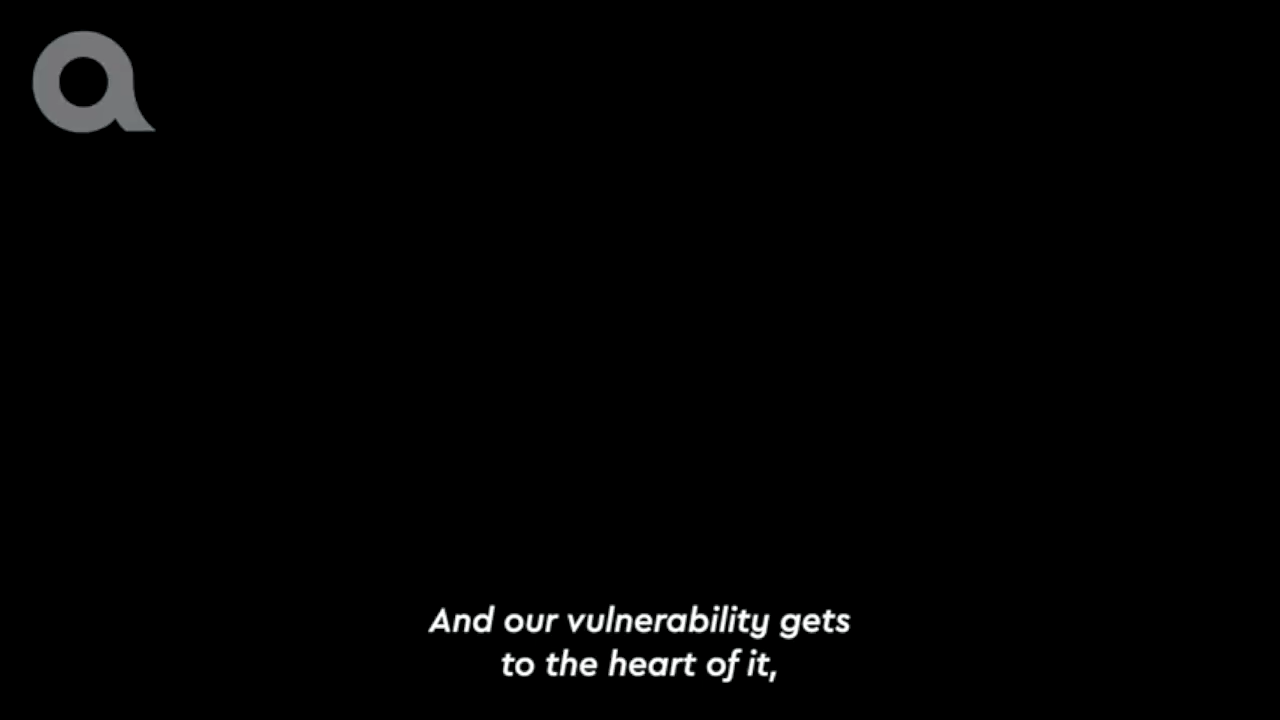 a
And our vulnerability gets
to the heart of it,